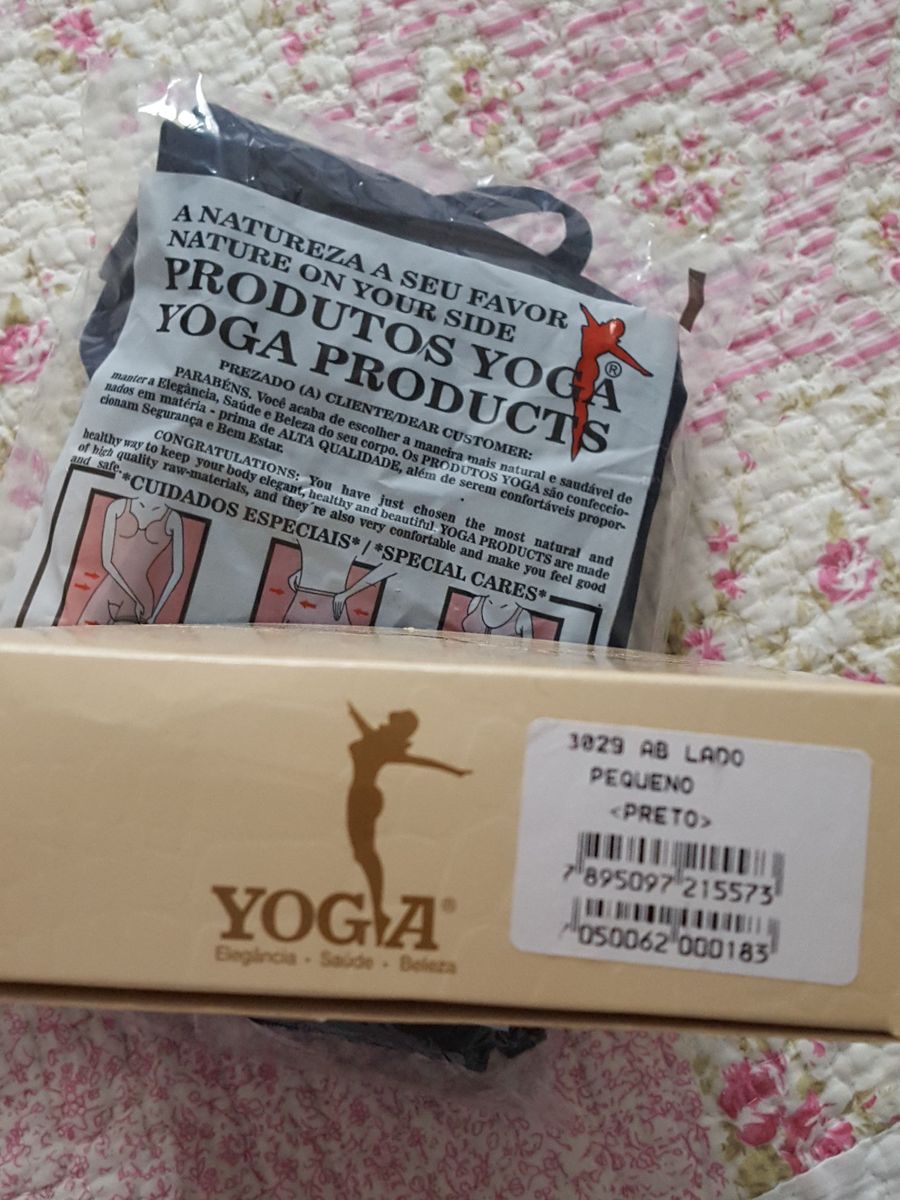 A NATUREZA A SEU FAVOR
NATURE ON YOUR SIDE
PRODUTOS YOGA
®
YOGA PRODUCTS
PREZADO (A) CLIENTE/DEAR CUSTOMER:
PARABÉNS. Você acaba de escolher a maneira mais natural e saudável de
manter a Elegância, Saúde e Beleza do seu corpo. Os PRODUTOS YOGA são confeccio-
nados em matéria - prima de ALTA QUALIDADE, além de serem confortáveis propor-
cionam Segurança e Bem Estar.
CONGRATULATIONS: You have just chosen the most natural and
healthy way to keep your body elegant, healthy and beautiful. YOGA PRODUCTS are made
of high quality raw-materials, and they're also very confortable and make you feel good
and safe.
*CUIDADOS ESPECIAIS* / *SPECIAL CARES*
YOGA®
Elegância · Saúde · Beleza
3029 AB LADO
PEQUENO
<PRETO>
7 895097 215573
7 050062 000183